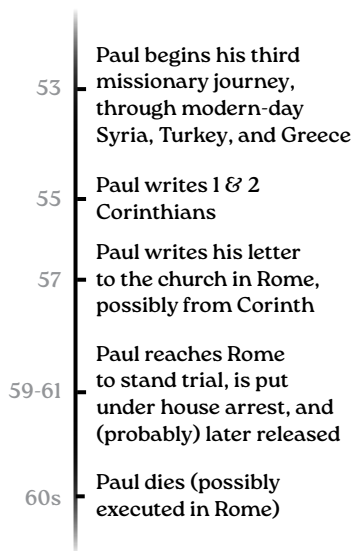 53
Paul begins his third
missionary journey,
through modern-day
Syria, Turkey, and Greece
55
Paul writes 1 & 2
Corinthians
57
Paul writes his letter
to the church in Rome,
possibly from Corinth
59-61
Paul reaches Rome
to stand trial, is put
under house arrest, and
(probably) later released
60s
Paul dies (possibly
executed in Rome)